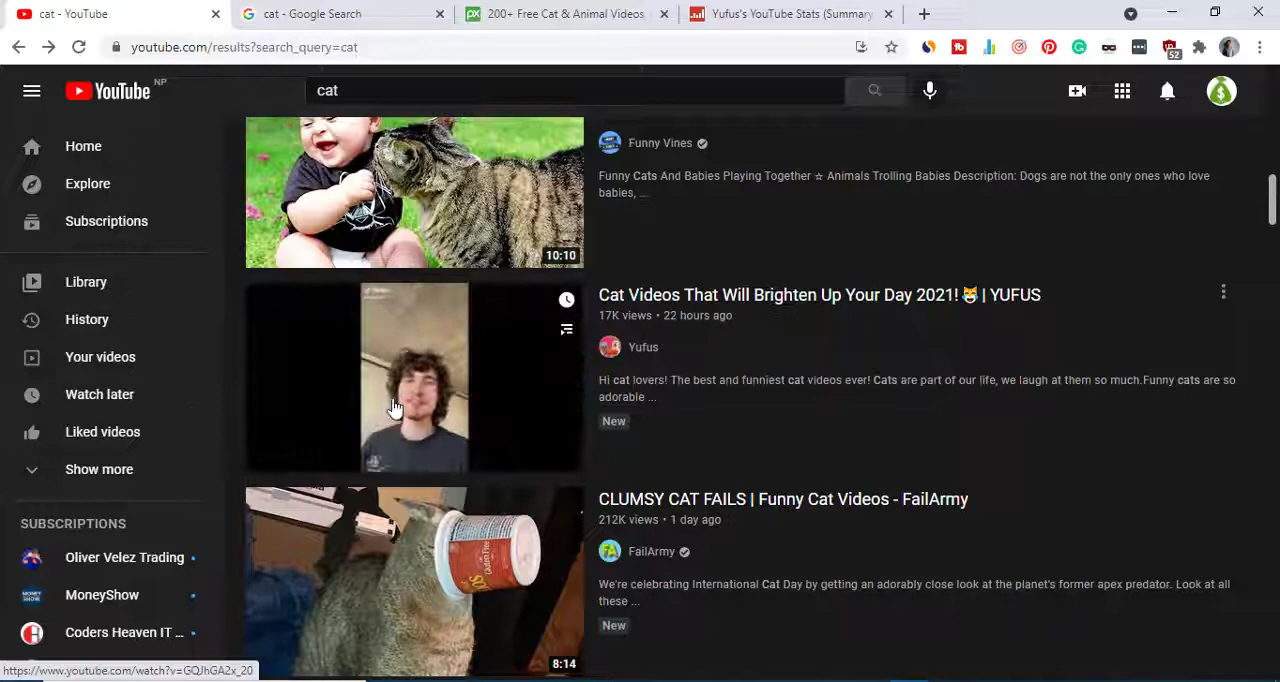 cat - YouTube
cat - Google Search
200+ Free Cat & Animal Videos,
Yufus's YouTube Stats (Summary
youtube.com/results?search_query=cat
52
YouTube NP
cat
Home
Explore
Subscriptions
Library
History
Your videos
Watch later
Liked videos
Show more
SUBSCRIPTIONS
Oliver Velez Trading
MoneyShow
Coders Heaven IT ...
10:10
Funny Vines
Funny Cats And Babies Playing Together ☆ Animals Trolling Babies Description: Dogs are not the only ones who love
babies, ...
Cat Videos That Will Brighten Up Your Day 2021!😹 | YUFUS
17K views • 22 hours ago
Yufus
Hi cat lovers! The best and funniest cat videos ever! Cats are part of our life, we laugh at them so much.Funny cats are so
adorable ...
New
8:14
CLUMSY CAT FAILS | Funny Cat Videos - FailArmy
212K views • 1 day ago
FailArmy
We're celebrating International Cat Day by getting an adorably close look at the planet's former apex predator. Look at all
these ...
New
https://www.youtube.com/watch?v=GQJhGA2x_20